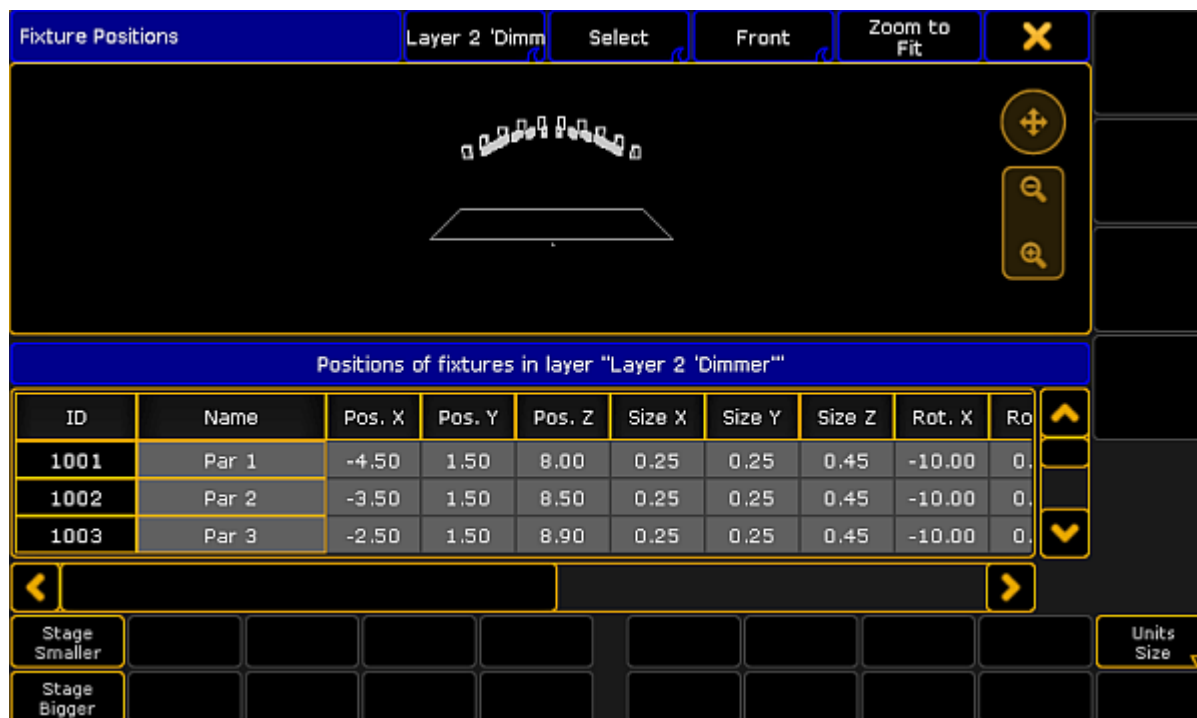 Fixture Positions
Layer 2 'Dimm
Select
Front
Zoom to
Fit
Positions of fixtures in layer "Layer 2 'Dimmer'"
ID Name Pos. X Pos. Y Pos. Z Size X Size Y Size Z Rot. X Ro
1001 Par 1 -4.50 1.50 8.00 0.25 0.25 0.45 -10.00 0.
1002 Par 2 -3.50 1.50 8.50 0.25 0.25 0.45 -10.00 0.
1003 Par 3 -2.50 1.50 8.90 0.25 0.25 0.45 -10.00 0.
Stage
Smaller
Units
Size
Stage
Bigger